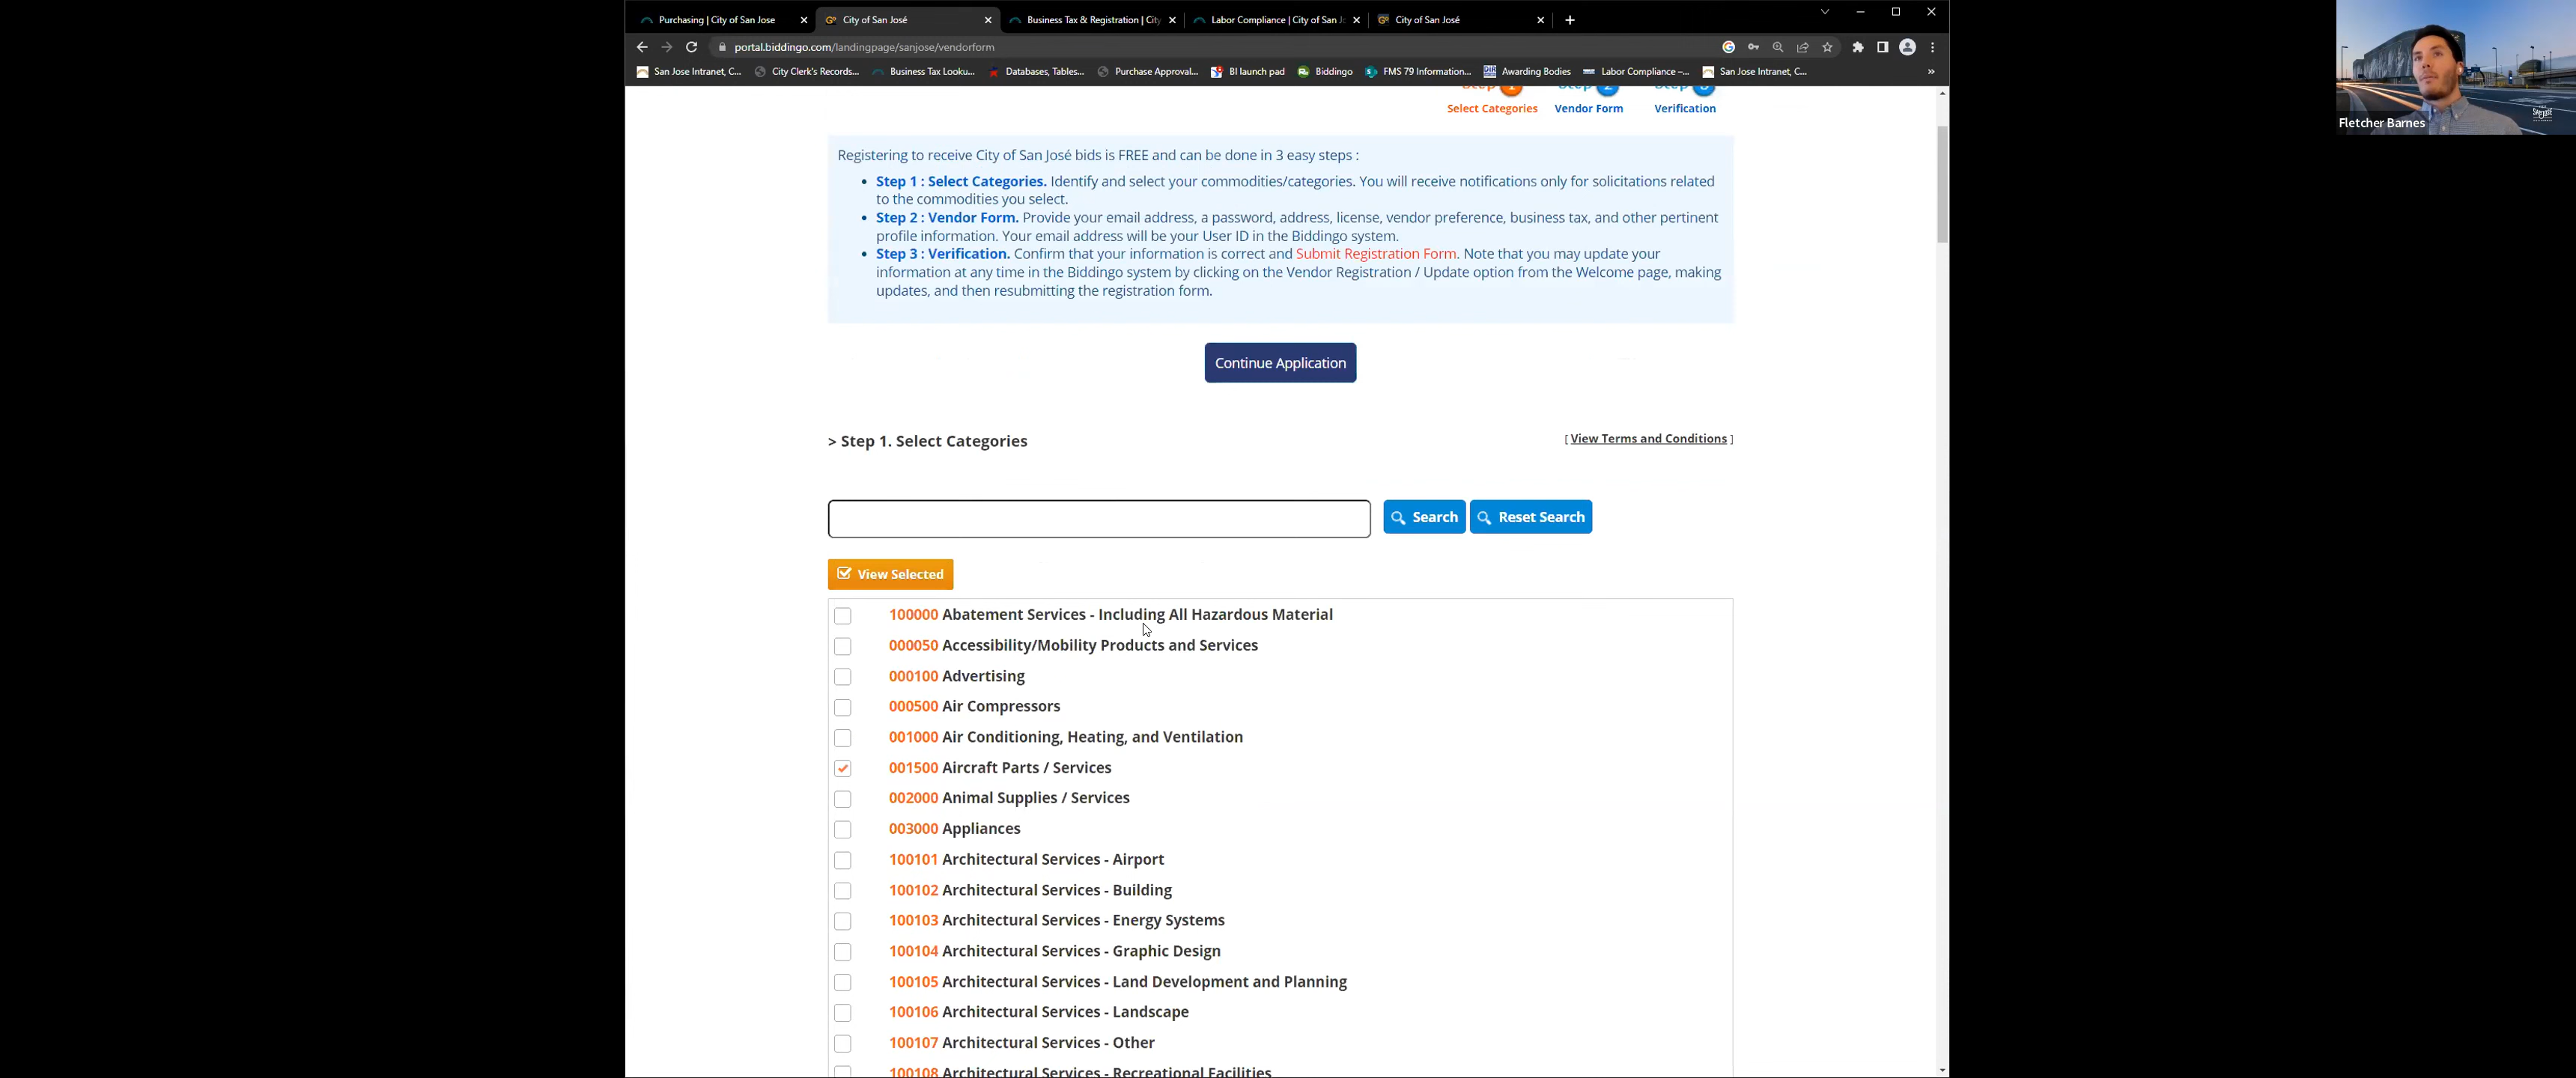 Purchasing | City of San Jose
City of San José
Business Tax & Registration | City
Labor Compliance | City of San Jo
City of San José
portal.biddingo.com/landingpage/sanjose/vendorform
San Jose Intranet, C...
City Clerk's Records...
Business Tax Looku...
Databases, Tables...
Purchase Approval...
BI launch pad
Biddingo
FMS 79 Information...
Awarding Bodies
Labor Compliance –...
San Jose Intranet, C...
Fletcher Barnes
Select Categories
Vendor Form
Verification
Registering to receive City of San José bids is FREE and can be done in 3 easy steps :
• Step 1 : Select Categories. Identify and select your commodities/categories. You will receive notifications only for solicitations related
to the commodities you select.
• Step 2 : Vendor Form. Provide your email address, a password, address, license, vendor preference, business tax, and other pertinent
profile information. Your email address will be your User ID in the Biddingo system.
• Step 3 : Verification. Confirm that your information is correct and Submit Registration Form. Note that you may update your
information at any time in the Biddingo system by clicking on the Vendor Registration / Update option from the Welcome page, making
updates, and then resubmitting the registration form.
Continue Application
> Step 1. Select Categories
[ View Terms and Conditions ]
Search
Reset Search
View Selected
100000 Abatement Services - Including All Hazardous Material
000050 Accessibility/Mobility Products and Services
000100 Advertising
000500 Air Compressors
001000 Air Conditioning, Heating, and Ventilation
001500 Aircraft Parts / Services
002000 Animal Supplies / Services
003000 Appliances
100101 Architectural Services - Airport
100102 Architectural Services - Building
100103 Architectural Services - Energy Systems
100104 Architectural Services - Graphic Design
100105 Architectural Services - Land Development and Planning
100106 Architectural Services - Landscape
100107 Architectural Services - Other
100108 Architectural Services - Recreational Facilities